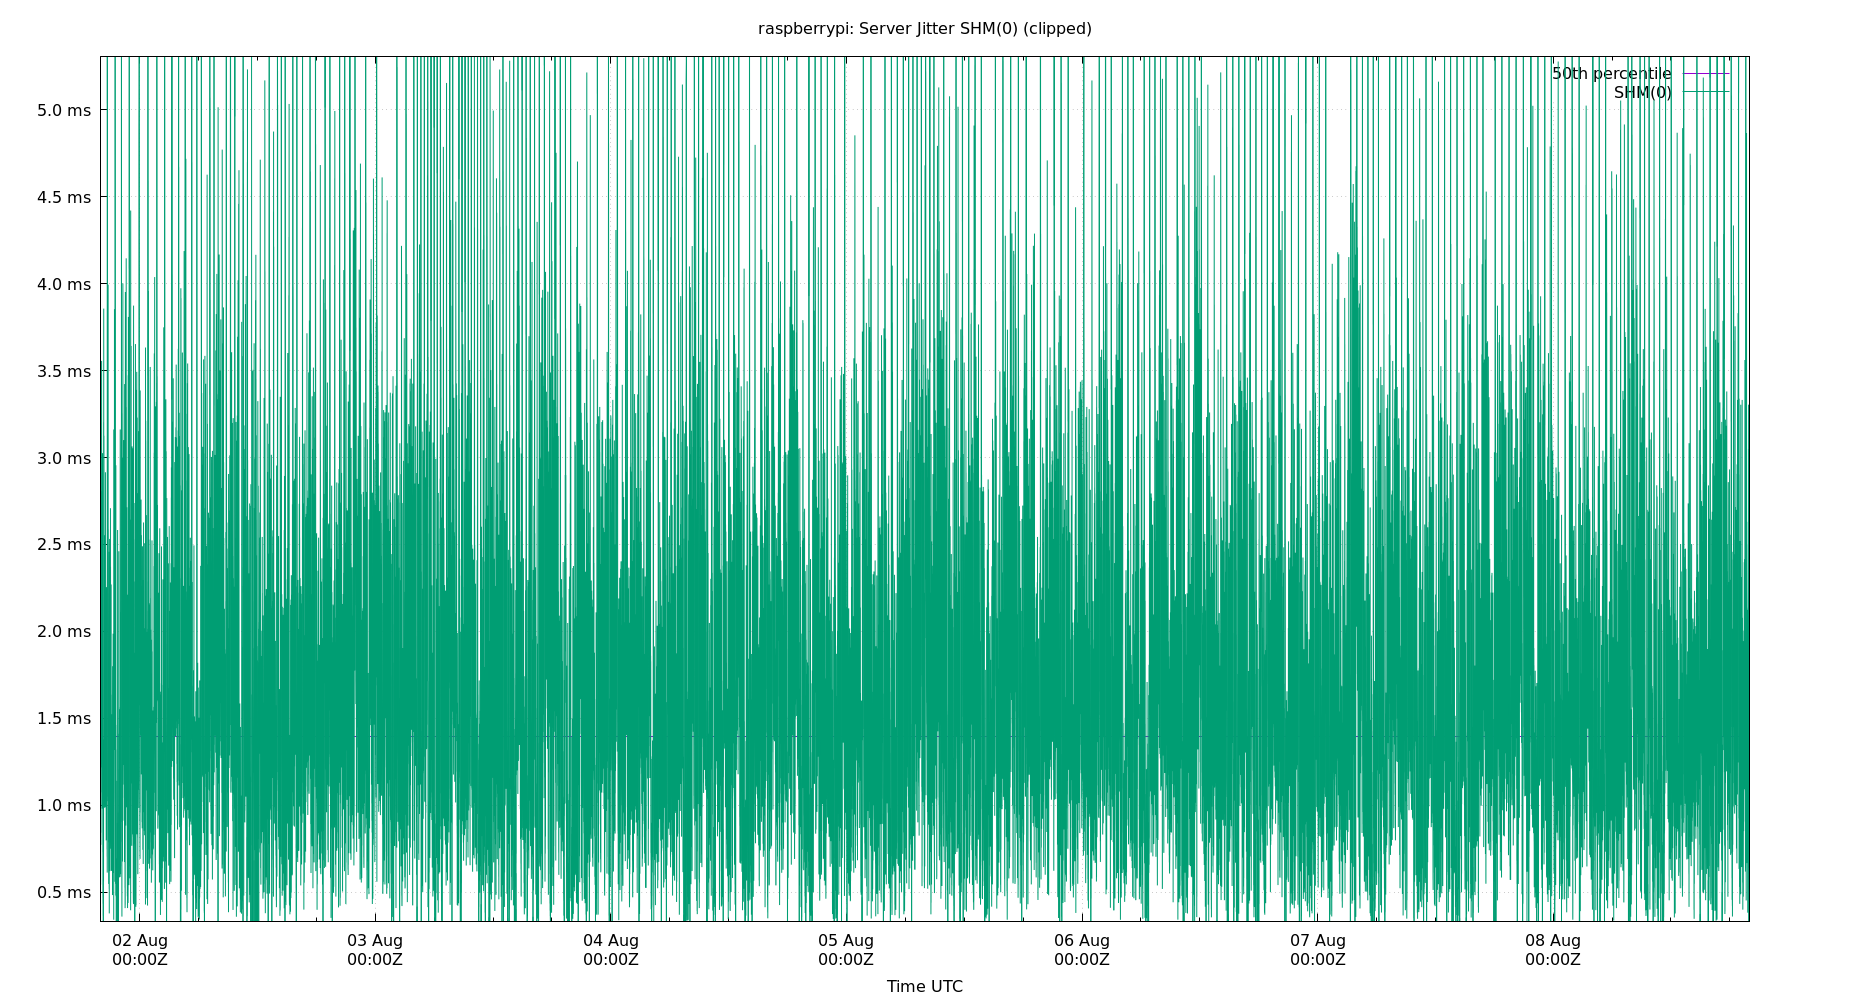 raspberrypi: Server Jitter SHM(0) (clipped)
50th percentile
SHM(0)
5.0 ms
4.5 ms
4.0 ms
3.5 ms
3.0 ms
2.5 ms
2.0 ms
1.5 ms
1.0 ms
0.5 ms
02 Aug 03 Aug 04 Aug 05 Aug 06 Aug 07 Aug 08 Aug
00:00Z 00:00Z 00:00Z 00:00Z 00:00Z 00:00Z 00:00Z
Time UTC